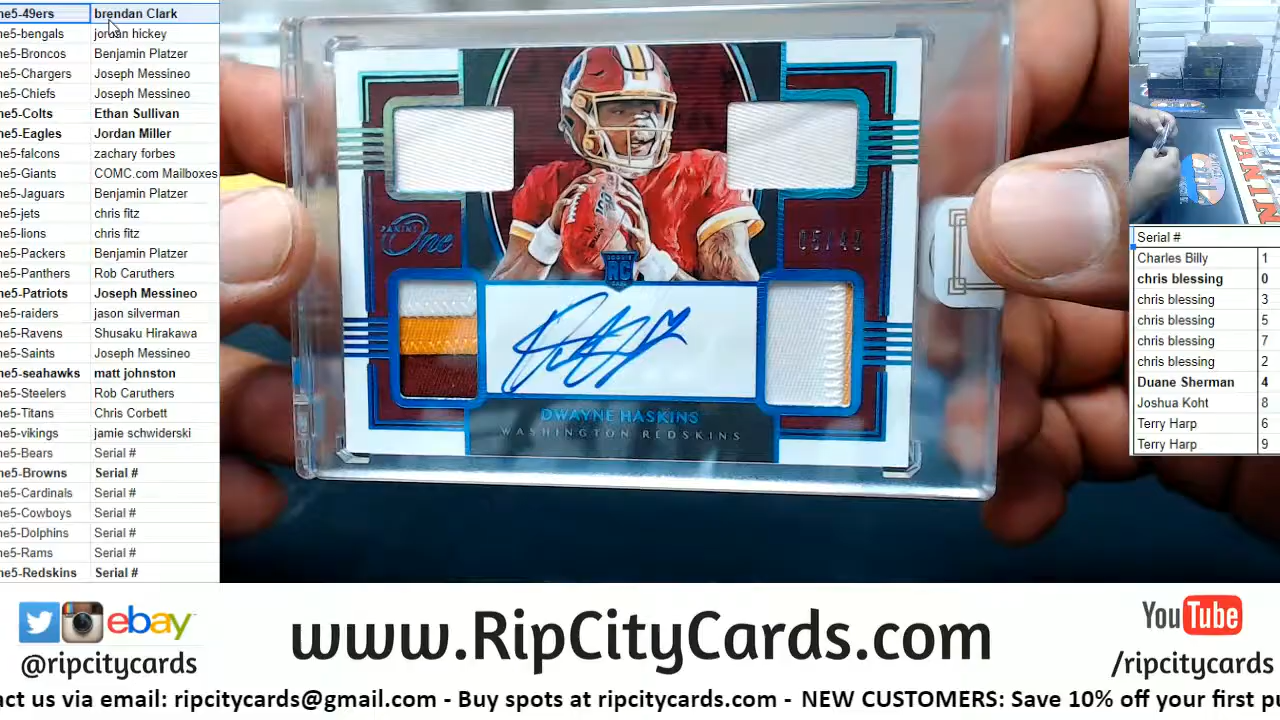 ne5-49ers brendan Clark
ne5-bengals jordan hickey
ne5-Broncos Benjamin Platzer
ne5-Chargers Joseph Messineo
ne5-Chiefs Joseph Messineo
ne5-Colts Ethan Sullivan
ne5-Eagles Jordan Miller
ne5-falcons zachary forbes
ne5-Giants COMC.com Mailboxes
ne5-Jaguars Benjamin Platzer
ne5-jets chris fitz
ne5-lions chris fitz
ne5-Packers Benjamin Platzer
ne5-Panthers Rob Caruthers
ne5-Patriots Joseph Messineo
ne5-raiders jason silverman
ne5-Ravens Shusaku Hirakawa
ne5-Saints Joseph Messineo
ne5-seahawks matt johnston
ne5-Steelers Rob Caruthers
ne5-Titans Chris Corbett
ne5-vikings jamie schwiderski
ne5-Bears Serial #
ne5-Browns Serial #
ne5-Cardinals Serial #
ne5-Cowboys Serial #
ne5-Dolphins Serial #
ne5-Rams Serial #
ne5-Redskins Serial #
PANINI
One
05/42
RC
DWAYNE HASKINS
WASHINGTON REDSKINS
PANINI
Serial #
Charles Billy 1
chris blessing 0
chris blessing 3
chris blessing 5
chris blessing 7
chris blessing 2
Duane Sherman 4
Joshua Koht 8
Terry Harp 6
Terry Harp 9
ebay
@ripcitycards
www.RipCityCards.com
YouTube
/ripcitycards
act us via email: ripcitycards@gmail.com - Buy spots at ripcitycards.com - NEW CUSTOMERS: Save 10% off your first pu